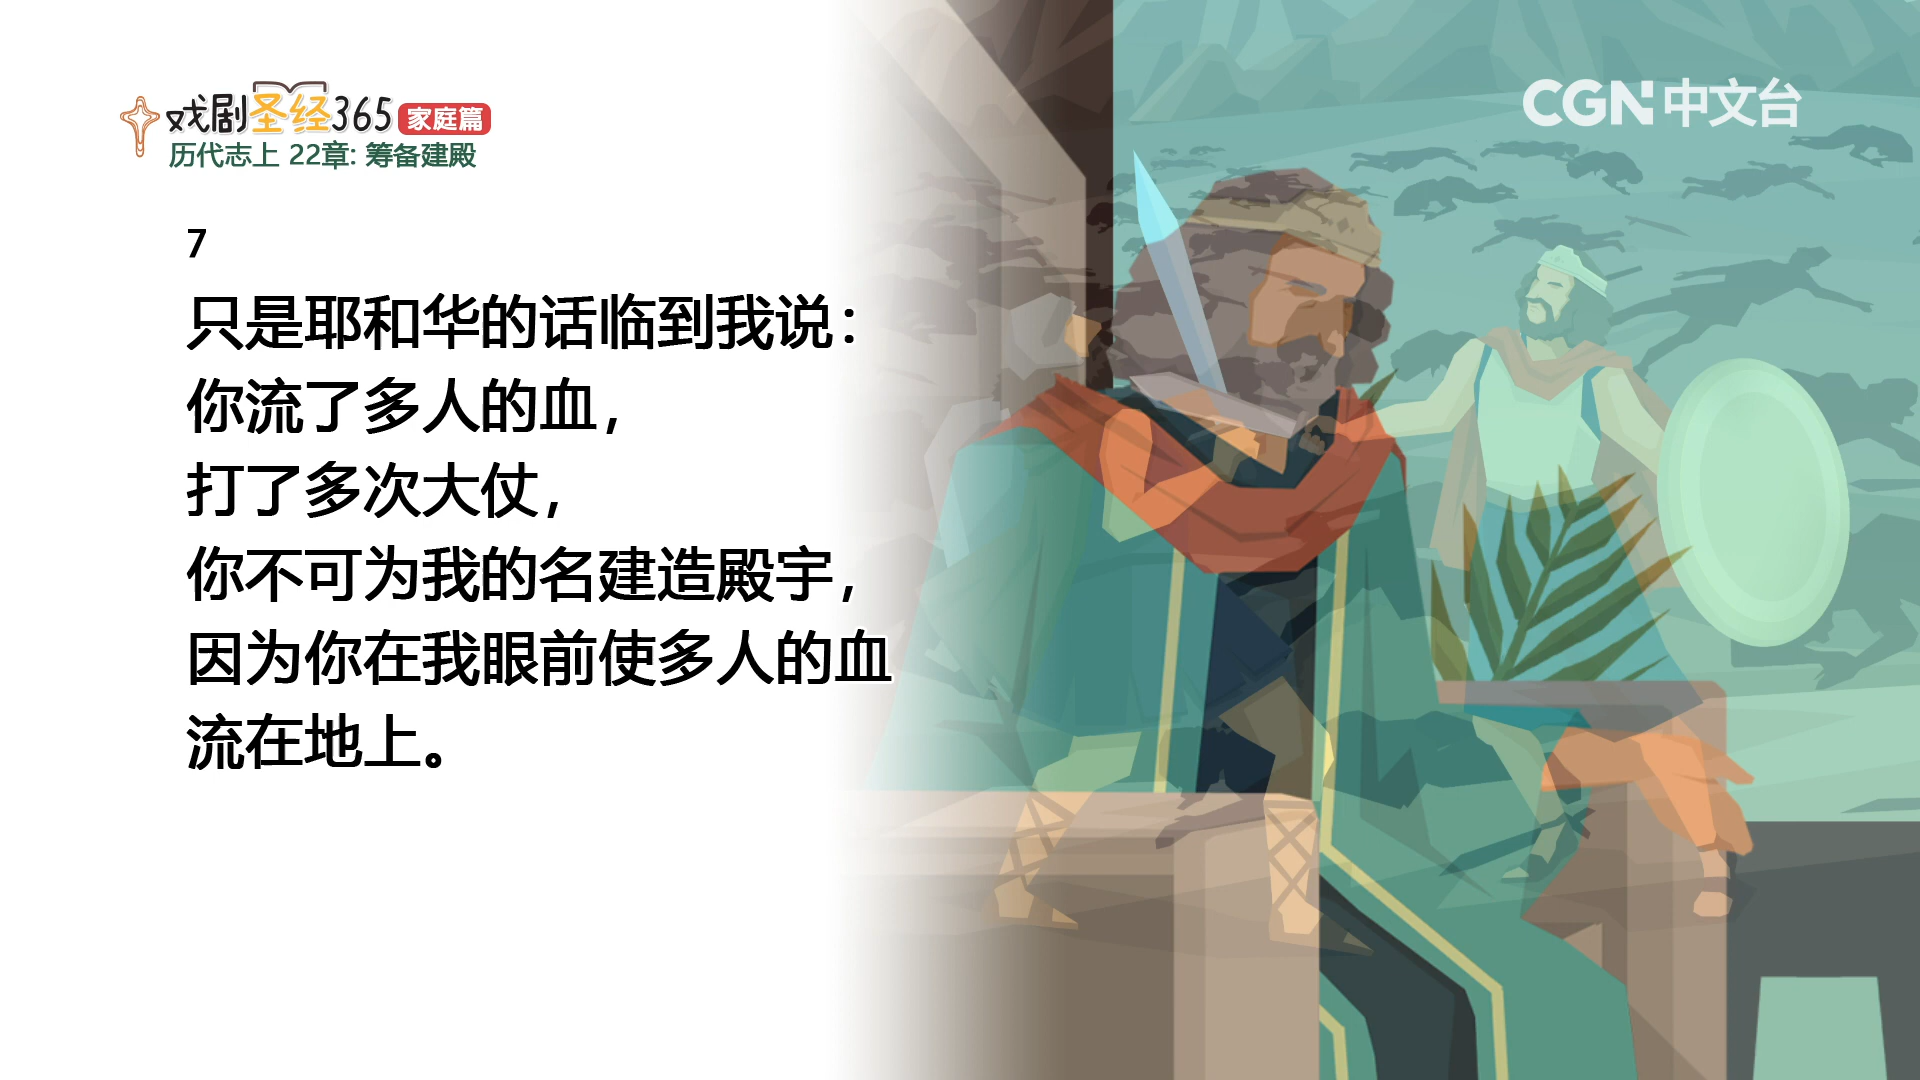 戏剧圣经365 家庭篇
历代志上 22章: 筹备建殿
CGN 中文台
7
只是耶和华的话临到我说：
你流了多人的血，
打了多次大仗，
你不可为我的名建造殿宇，
因为你在我眼前使多人的血
流在地上。